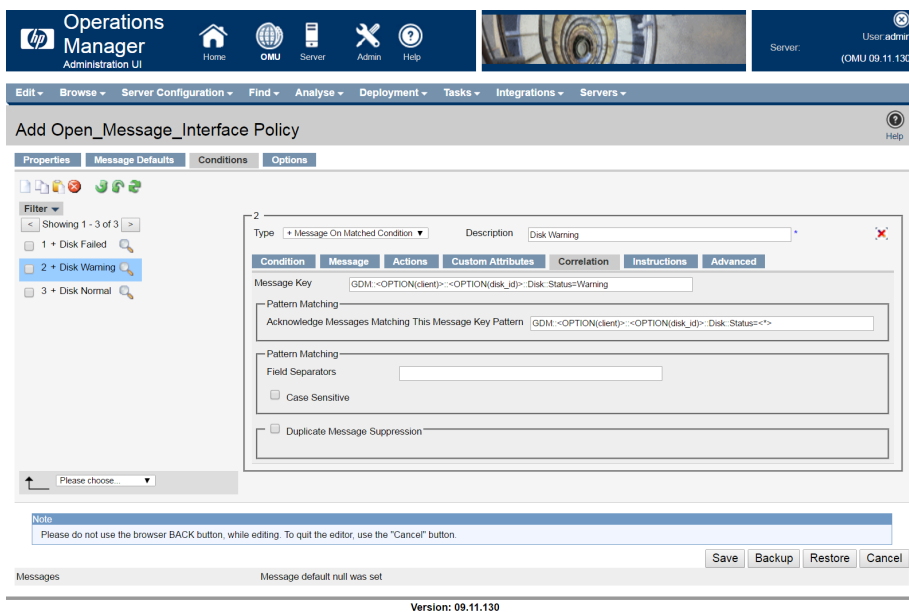 hp
Operations
Manager
Administration UI
Home
OMU
Server
Admin
Help
Server:
User:admin
(OMU 09.11.130
Edit Browse Server Configuration Find Analyse Deployment Tasks Integrations Servers
Add Open_Message_Interface Policy
Help
Properties Message Defaults Conditions Options
Filter
< Showing 1 - 3 of 3 >
1 + Disk Failed
2 + Disk Warning
3 + Disk Normal
Please choose...
2
Type + Message On Matched Condition Description Disk Warning *
Condition Message Actions Custom Attributes Correlation Instructions Advanced
Message Key GDM::<OPTION(client)>::<OPTION(disk_id)>::Disk::Status=Warning
Pattern Matching
Acknowledge Messages Matching This Message Key Pattern GDM::<OPTION(client)>::<OPTION(disk_id)>::Disk::Status=<*>
Pattern Matching
Field Separators
Case Sensitive
Duplicate Message Suppression
Note
Please do not use the browser BACK button, while editing. To quit the editor, use the "Cancel" button.
Save Backup Restore Cancel
Messages Message default null was set
Version: 09.11.130